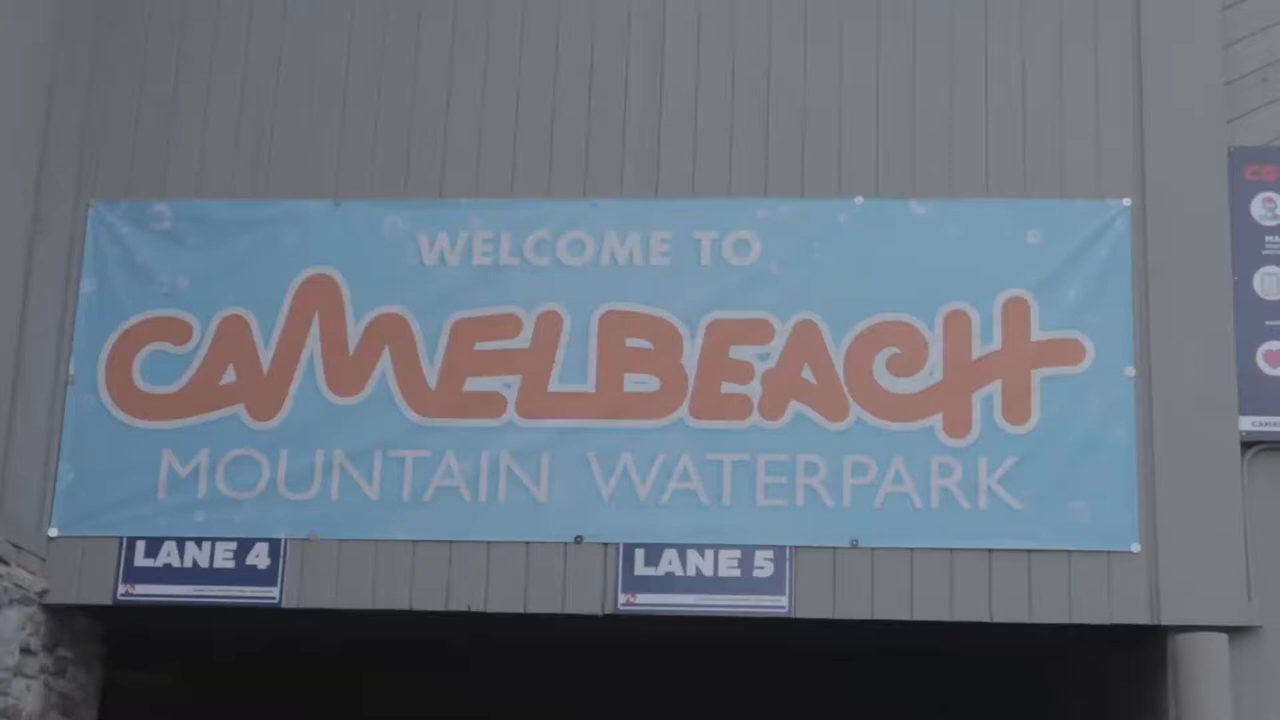 WELCOME TO
CAMELBEACH
MOUNTAIN WATERPARK
LANE 4
LANE 5